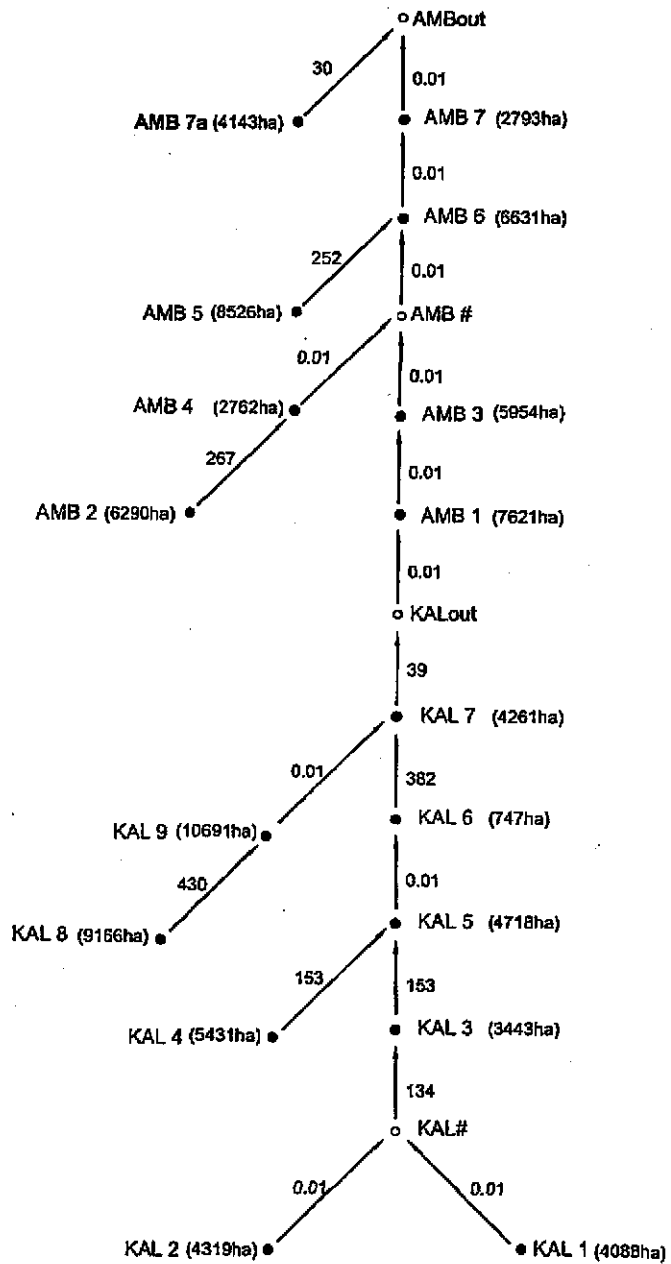 AMBout
30
0.01
AMB 7a (4143ha)
AMB 7 (2793ha)
0.01
AMB 6 (6631ha)
252
0.01
AMB 5 (8526ha)
AMB #
0.01
0.01
AMB 4 (2762ha)
AMB 3 (5954ha)
267
0.01
AMB 2 (6290ha)
AMB 1 (7621ha)
0.01
KALout
39
KAL 7 (4261ha)
0.01
382
KAL 9 (10691ha)
KAL 6 (747ha)
430
0.01
KAL 8 (9166ha)
KAL 5 (4718ha)
153
153
KAL 4 (5431ha)
KAL 3 (3443ha)
134
KAL#
0.01
0.01
KAL 2 (4319ha)
KAL 1 (4088ha)